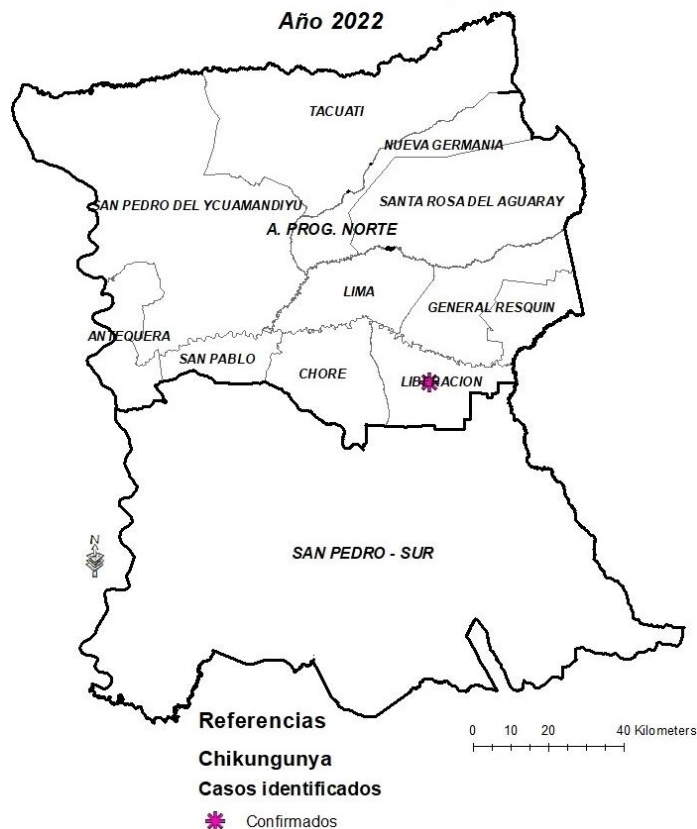 Año 2022
TACUATI
NUEVA GERMANIA
SAN PEDRO DEL YCUAMANDIYU
SANTA ROSA DEL AGUARAY
A. PROG. NORTE
LIMA
GENERAL RESQUIN
ANTEQUERA
SAN PABLO
CHORE
LIBERACION
SAN PEDRO - SUR
N
Referencias
0 10 20 40 Kilometers
Chikungunya
Casos identificados
Confirmados